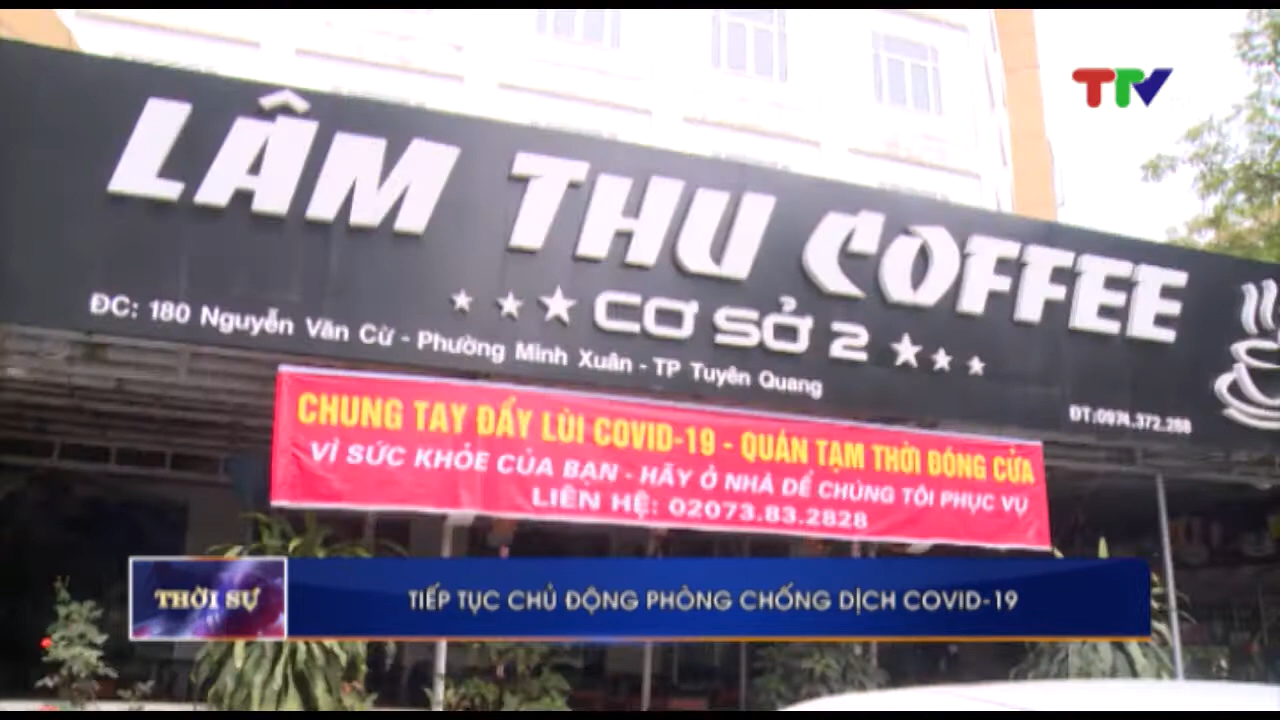 TTV
LÂM THU COFFEE
CƠ SỞ 2
ĐC: 180 Nguyễn Văn Cừ - Phường Minh Xuân - TP Tuyên Quang
ĐT:0974.372.288
CHUNG TAY ĐẨY LÙI COVID-19 - QUÁN TẠM THỜI ĐÓNG CỬA
VÌ SỨC KHỎE CỦA BẠN - HÃY Ở NHÀ ĐỂ CHÚNG TÔI PHỤC VỤ
LIÊN HỆ: 02073.83.2828
THỜI SỰ
TIẾP TỤC CHỦ ĐỘNG PHÒNG CHỐNG DỊCH COVID-19